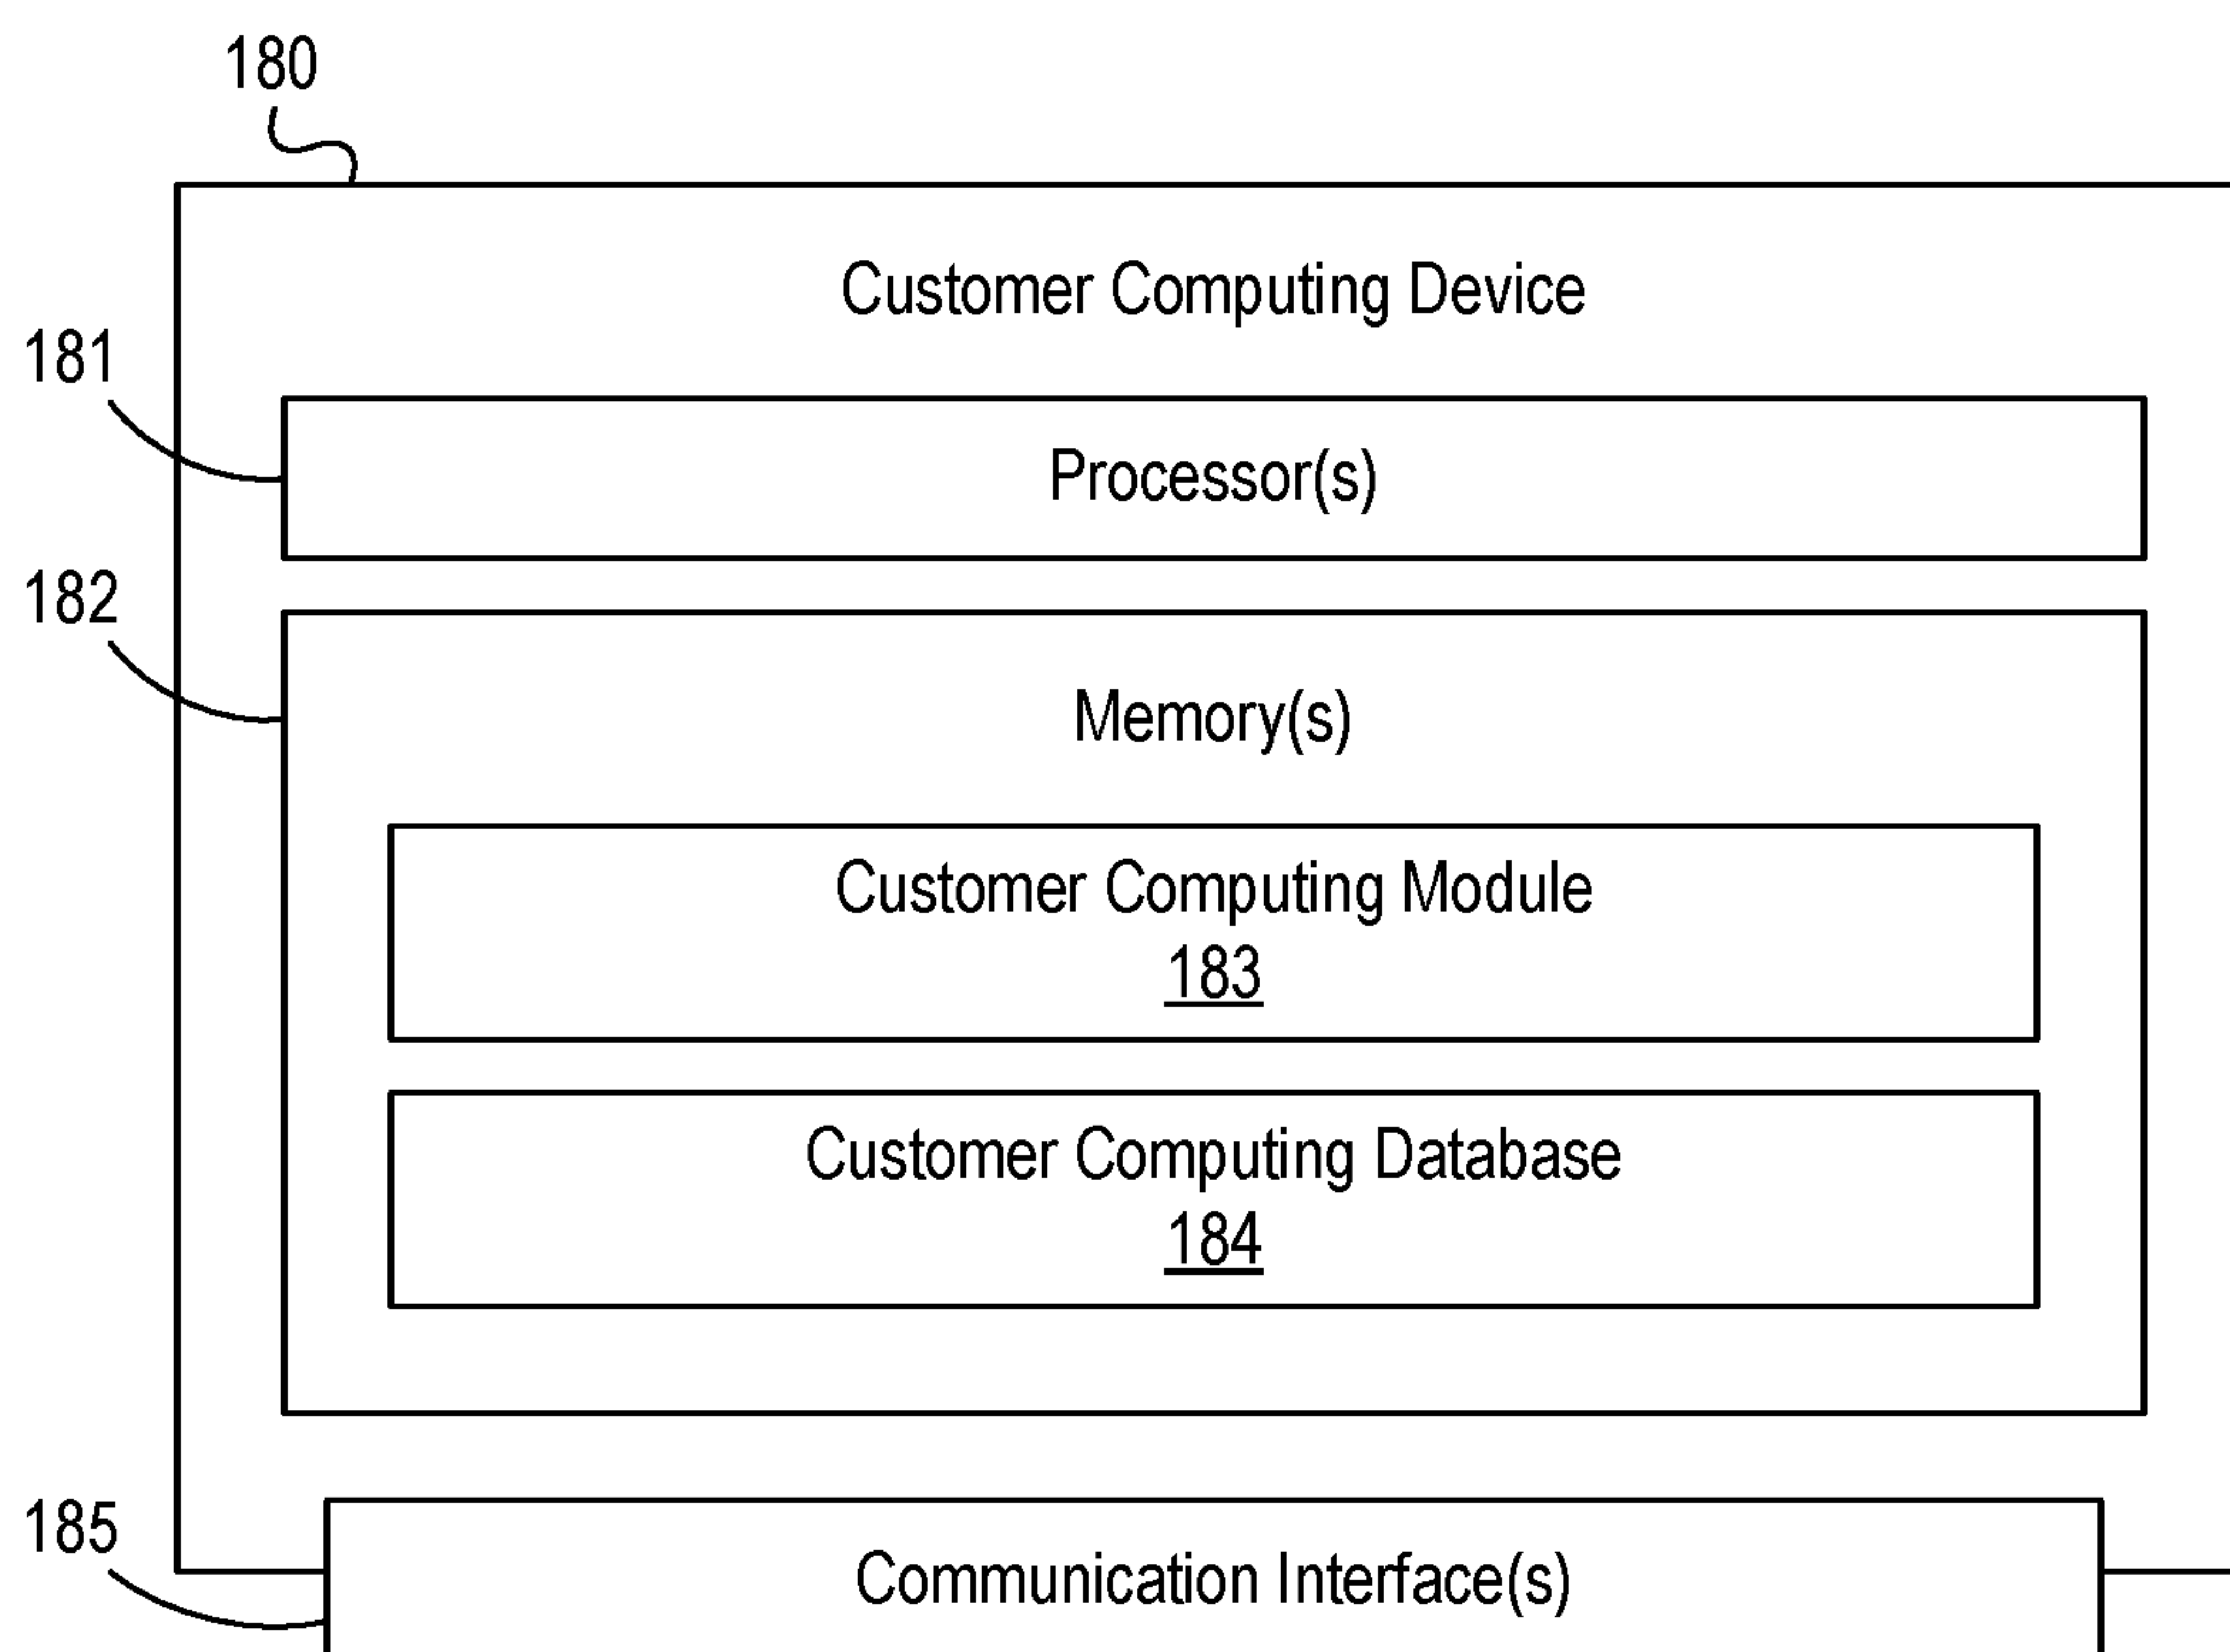 180
Customer Computing Device
181
Processor(s)
182
Memory(s)
Customer Computing Module
183
Customer Computing Database
184
185
Communication Interface(s)